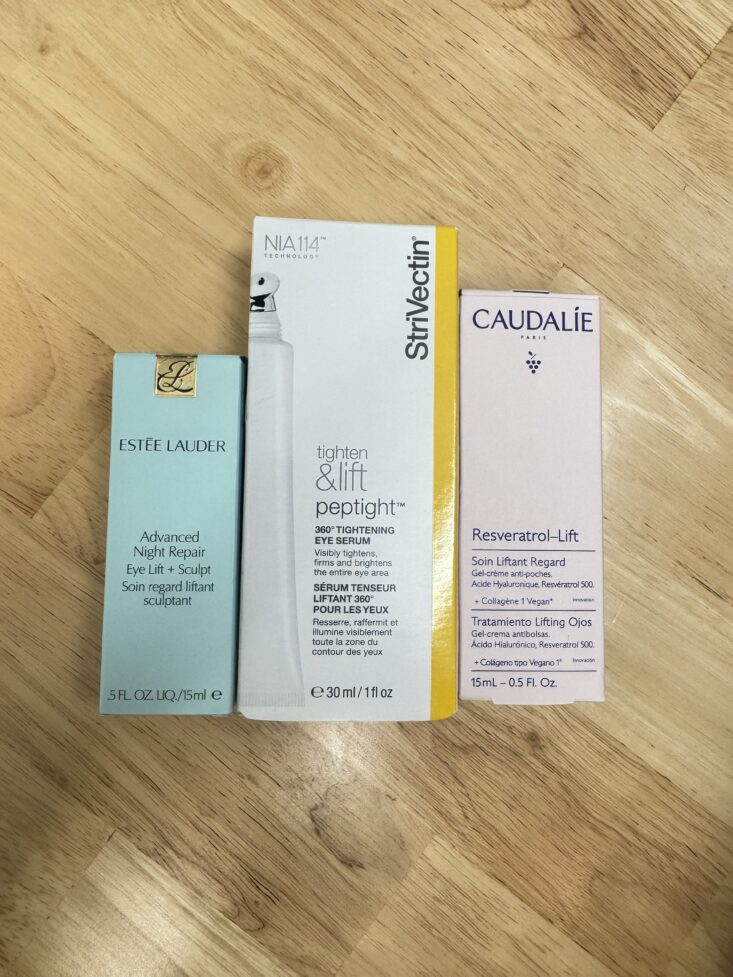 EL
ESTĒE LAUDER
Advanced
Night Repair
Eye Lift + Sculpt
Soin regard liftant
sculptant
.5 FL. OZ. LIQ./15ml ℮
NIA114™
TECHNOLOGY
StriVectin®
tighten
&lift
peptight™
360° TIGHTENING
EYE SERUM
Visibly tightens,
firms and brightens
the entire eye area
SÉRUM TENSEUR
LIFTANT 360°
POUR LES YEUX
Resserre, raffermit et
illumine visiblement
toute la zone du
contour des yeux
℮ 30 ml / 1 fl oz
CAUDALÍE
PARIS
Resveratrol–Lift
Soin Liftant Regard
Gel-crème anti-poches.
Acide Hyaluronique, Resvératrol 500.
+ Collagène 1 Vegan* Innovation
Tratamiento Lifting Ojos
Gel-crema antibolsas.
Ácido Hialurónico, Resveratrol 500.
+ Colágeno tipo Vegano 1* Innovación
15mL – 0.5 Fl. Oz.